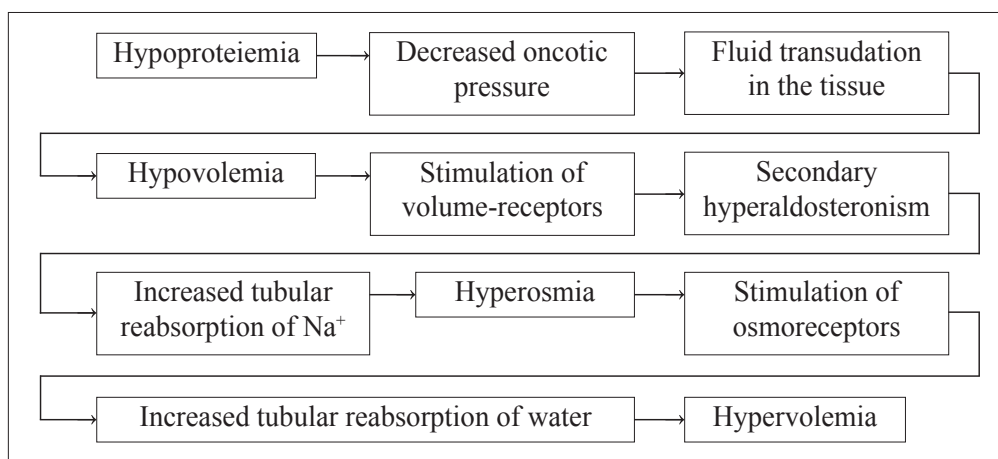 Hypoproteiemia
Decreased oncotic
pressure
Fluid transudation
in the tissue
Hypovolemia
Stimulation of
volume-receptors
Secondary
hyperaldosteronism
Increased tubular
reabsorption of Na⁺
Hyperosmia
Stimulation of
osmoreceptors
Increased tubular reabsorption of water
Hypervolemia